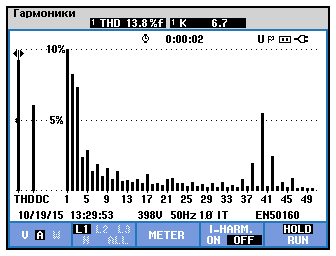 Гармоники
1 THD 13.8%f 1 K 6.7
0:00:02 U
10%
5%
THDDC 1 5 9 13 17 21 25 29 33 37 41 45 49
10/19/15 13:29:53 398V 50Hz 1Ø IT EN50160
V A W L1 L2 L3 METER I-HARM. HOLD
N ALL ON OFF RUN